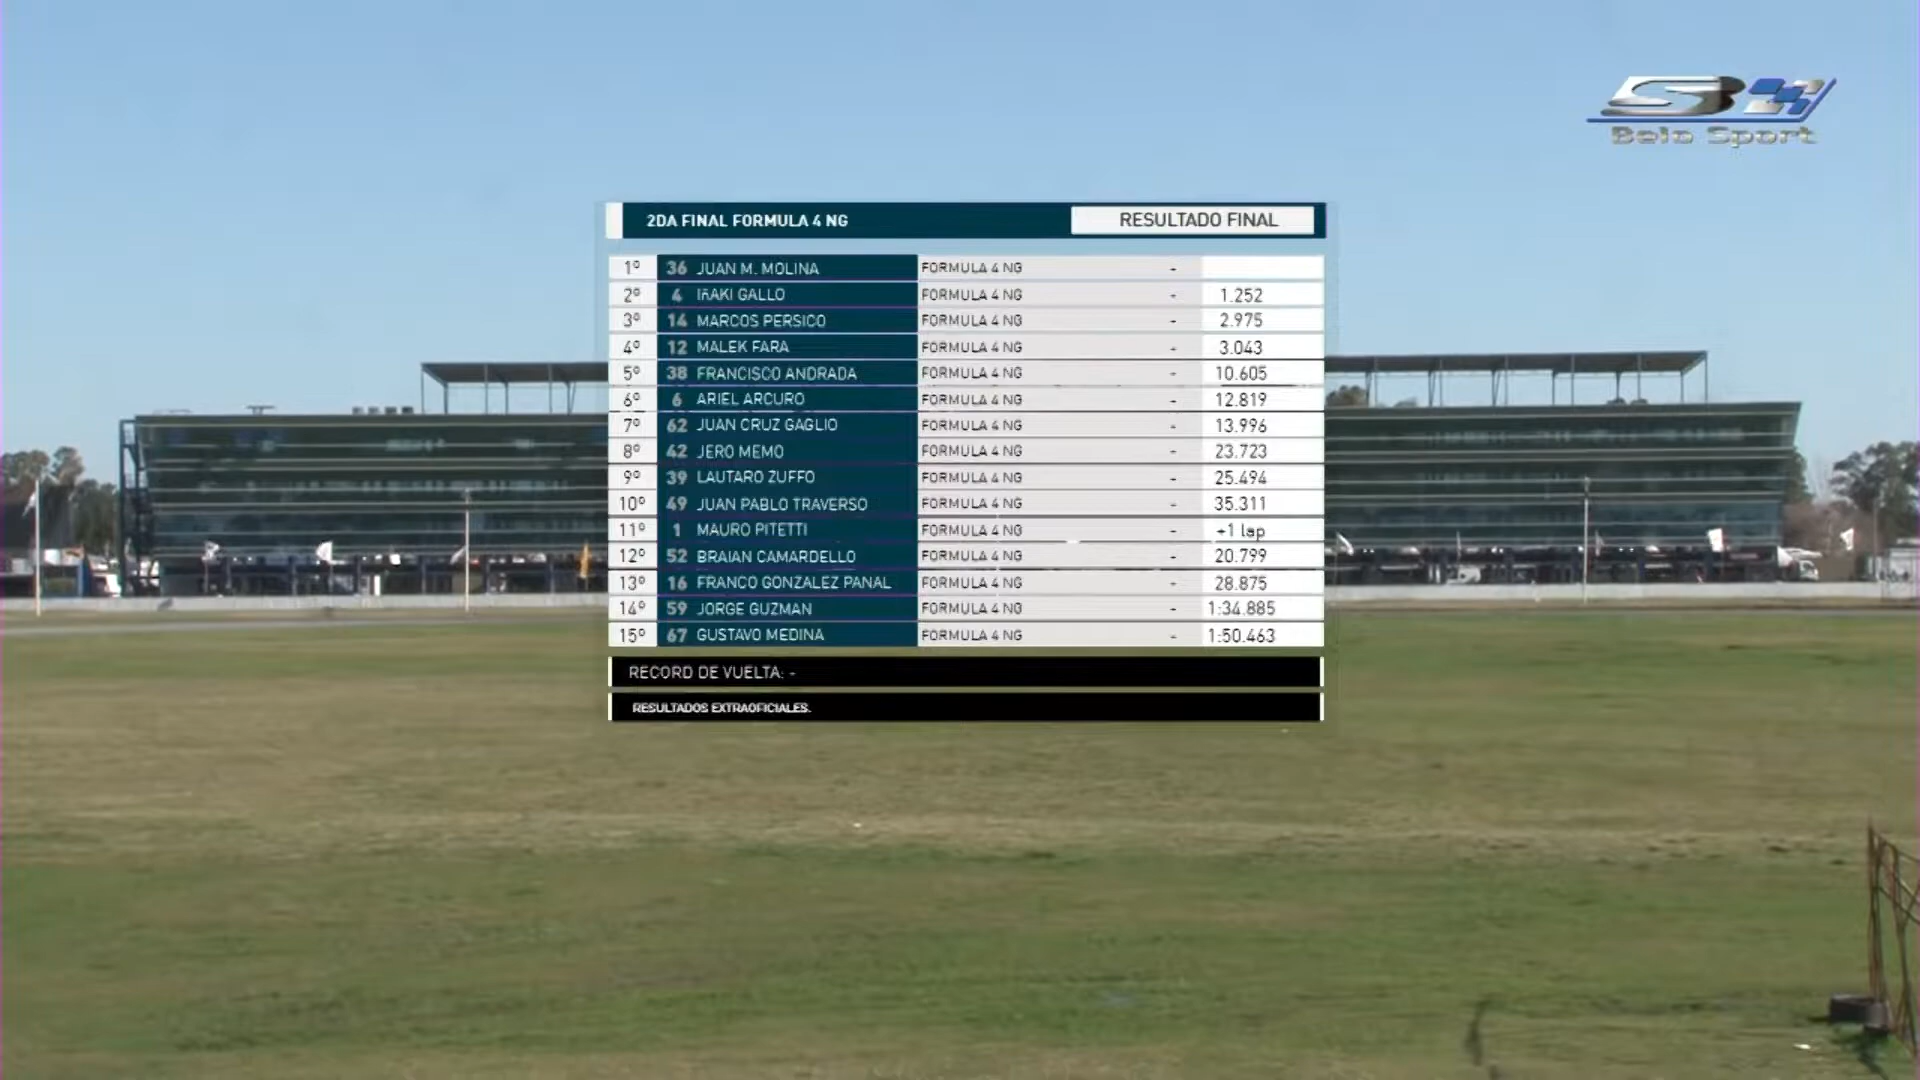 Belo Sport
2DA FINAL FORMULA 4 NG RESULTADO FINAL
1º 36 JUAN M. MOLINA FORMULA 4 NG -
2º 4 IÑAKI GALLO FORMULA 4 NG - 1.252
3º 14 MARCOS PERSICO FORMULA 4 NG - 2.975
4º 12 MALEK FARA FORMULA 4 NG - 3.043
5º 38 FRANCISCO ANDRADA FORMULA 4 NG - 10.605
6º 6 ARIEL ARCURO FORMULA 4 NG - 12.819
7º 62 JUAN CRUZ GAGLIO FORMULA 4 NG - 13.996
8º 42 JERO MEMO FORMULA 4 NG - 23.723
9º 39 LAUTARO ZUFFO FORMULA 4 NG - 25.494
10º 49 JUAN PABLO TRAVERSO FORMULA 4 NG - 35.311
11º 1 MAURO PITETTI FORMULA 4 NG - +1 lap
12º 52 BRAIAN CAMARDELLO FORMULA 4 NG - 20.799
13º 16 FRANCO GONZALEZ PANAL FORMULA 4 NG - 28.875
14º 59 JORGE GUZMAN FORMULA 4 NG - 1:34.885
15º 67 GUSTAVO MEDINA FORMULA 4 NG - 1:50.463
RECORD DE VUELTA: -
RESULTADOS EXTRAOFICIALES.